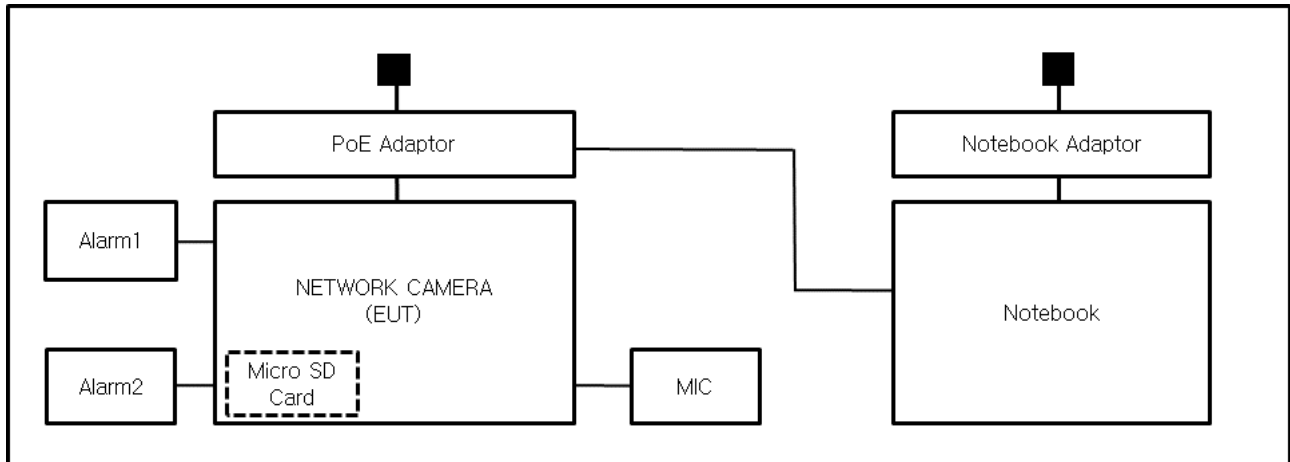 PoE Adaptor
Notebook Adaptor
Alarm1
NETWORK CAMERA
(EUT)
Notebook
Micro SD
Card
Alarm2
MIC